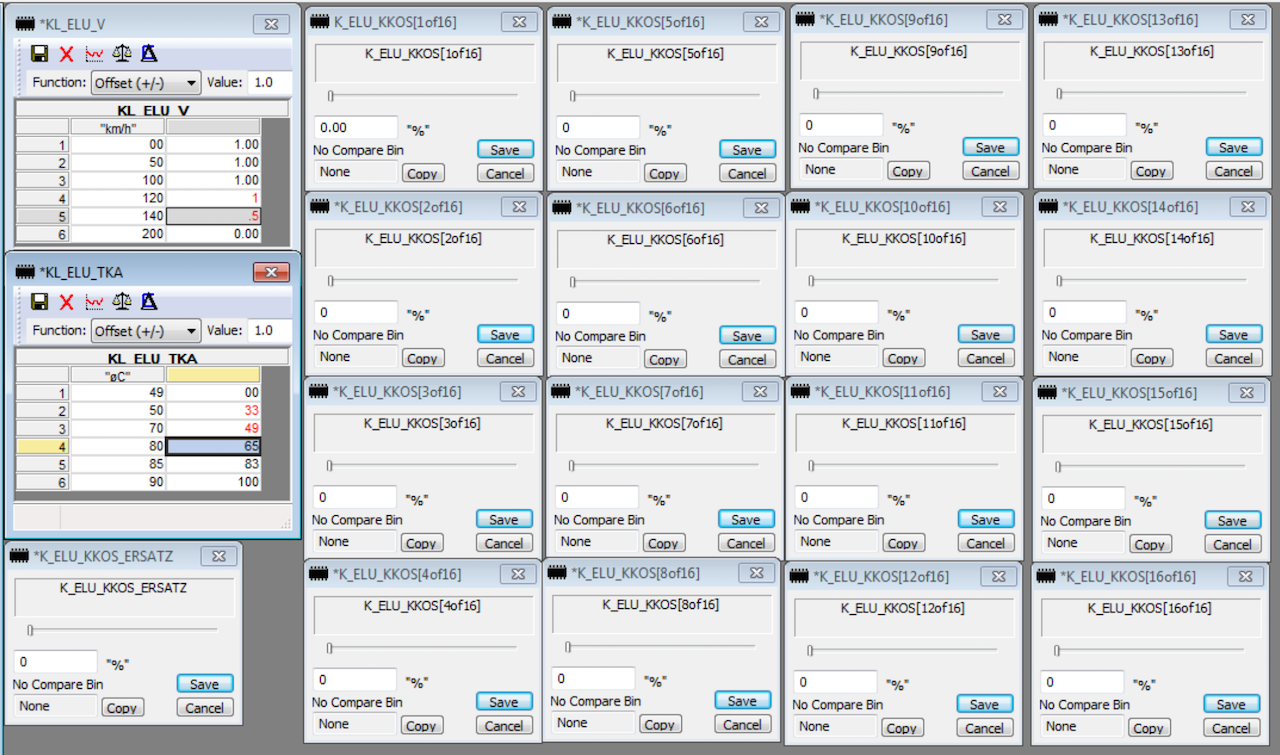 *KL_ELU_V
Function: Offset (+/-) Value: 1.0
KL_ELU_V
"km/h"
1 00 1.00
2 50 1.00
3 100 1.00
4 120 1
5 140 .5
6 200 0.00
*KL_ELU_TKA
Function: Offset (+/-) Value: 1.0
KL_ELU_TKA
"øC"
1 49 00
2 50 33
3 70 49
4 80 65
5 85 83
6 90 100
*K_ELU_KKOS_ERSATZ
K_ELU_KKOS_ERSATZ
0 "%"
No Compare Bin Save
None Copy Cancel
K_ELU_KKOS[1of16]
K_ELU_KKOS[1of16]
0.00 "%"
No Compare Bin Save
None Copy Cancel
*K_ELU_KKOS[2of16]
K_ELU_KKOS[2of16]
0 "%"
No Compare Bin Save
None Copy Cancel
*K_ELU_KKOS[3of16]
K_ELU_KKOS[3of16]
0 "%"
No Compare Bin Save
None Copy Cancel
*K_ELU_KKOS[4of16]
K_ELU_KKOS[4of16]
0 "%"
No Compare Bin Save
None Copy Cancel
*K_ELU_KKOS[5of16]
K_ELU_KKOS[5of16]
0 "%"
No Compare Bin Save
None Copy Cancel
*K_ELU_KKOS[6of16]
K_ELU_KKOS[6of16]
0 "%"
No Compare Bin Save
None Copy Cancel
*K_ELU_KKOS[7of16]
K_ELU_KKOS[7of16]
0 "%"
No Compare Bin Save
None Copy Cancel
*K_ELU_KKOS[8of16]
K_ELU_KKOS[8of16]
0 "%"
No Compare Bin Save
None Copy Cancel
*K_ELU_KKOS[9of16]
K_ELU_KKOS[9of16]
0 "%"
No Compare Bin Save
None Copy Cancel
*K_ELU_KKOS[10of16]
K_ELU_KKOS[10of16]
0 "%"
No Compare Bin Save
None Copy Cancel
*K_ELU_KKOS[11of16]
K_ELU_KKOS[11of16]
0 "%"
No Compare Bin Save
None Copy Cancel
*K_ELU_KKOS[12of16]
K_ELU_KKOS[12of16]
0 "%"
No Compare Bin Save
None Copy Cancel
*K_ELU_KKOS[13of16]
K_ELU_KKOS[13of16]
0 "%"
No Compare Bin Save
None Copy Cancel
*K_ELU_KKOS[14of16]
K_ELU_KKOS[14of16]
0 "%"
No Compare Bin Save
None Copy Cancel
*K_ELU_KKOS[15of16]
K_ELU_KKOS[15of16]
0 "%"
No Compare Bin Save
None Copy Cancel
*K_ELU_KKOS[16of16]
K_ELU_KKOS[16of16]
0 "%"
No Compare Bin Save
None Copy Cancel